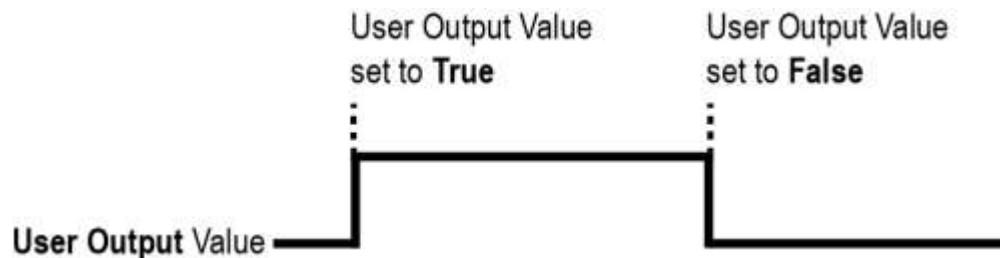 User Output Value
set to True
User Output Value
set to False
User Output Value